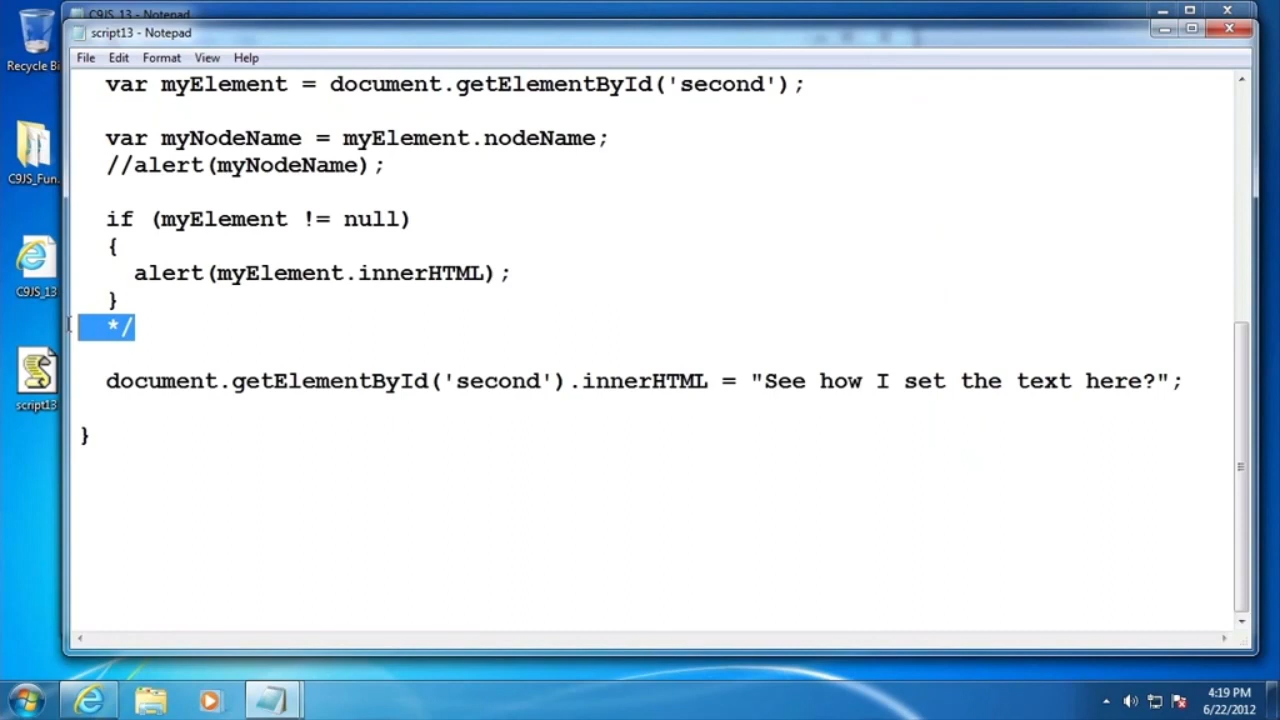 C9JS_13 - Notepad
script13 - Notepad
File Edit Format View Help
var myElement = document.getElementById('second');
var myNodeName = myElement.nodeName;
//alert(myNodeName);
if (myElement != null)
{
alert(myElement.innerHTML);
}
*/
document.getElementById('second').innerHTML = "See how I set the text here?";
}
Recycle Bi
C9JS_Fun.
C9JS_13
script13
4:19 PM
6/22/2012